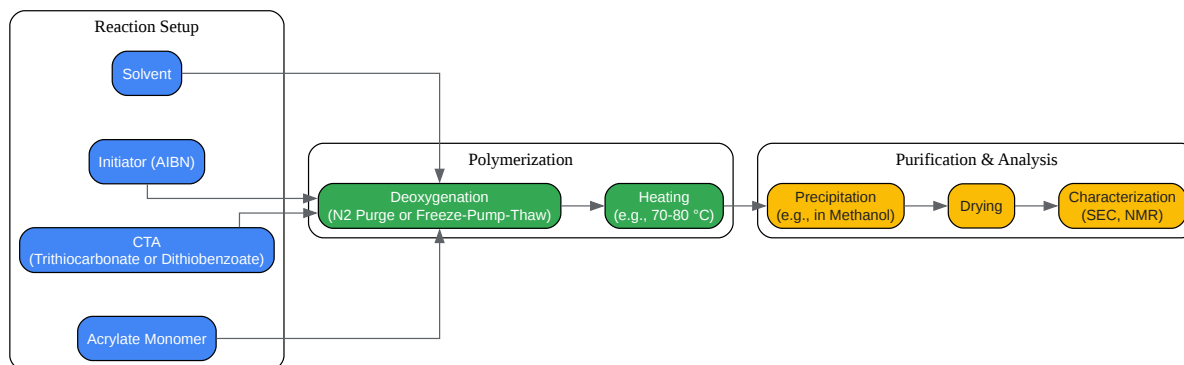 Reaction Setup
Solvent
Initiator (AIBN)
CTA
(Trithiocarbonate or Dithiobenzoate)
Acrylate Monomer
Polymerization
Deoxygenation
(N2 Purge or Freeze-Pump-Thaw)
Heating
(e.g., 70-80 °C)
Purification & Analysis
Precipitation
(e.g., in Methanol)
Drying
Characterization
(SEC, NMR)